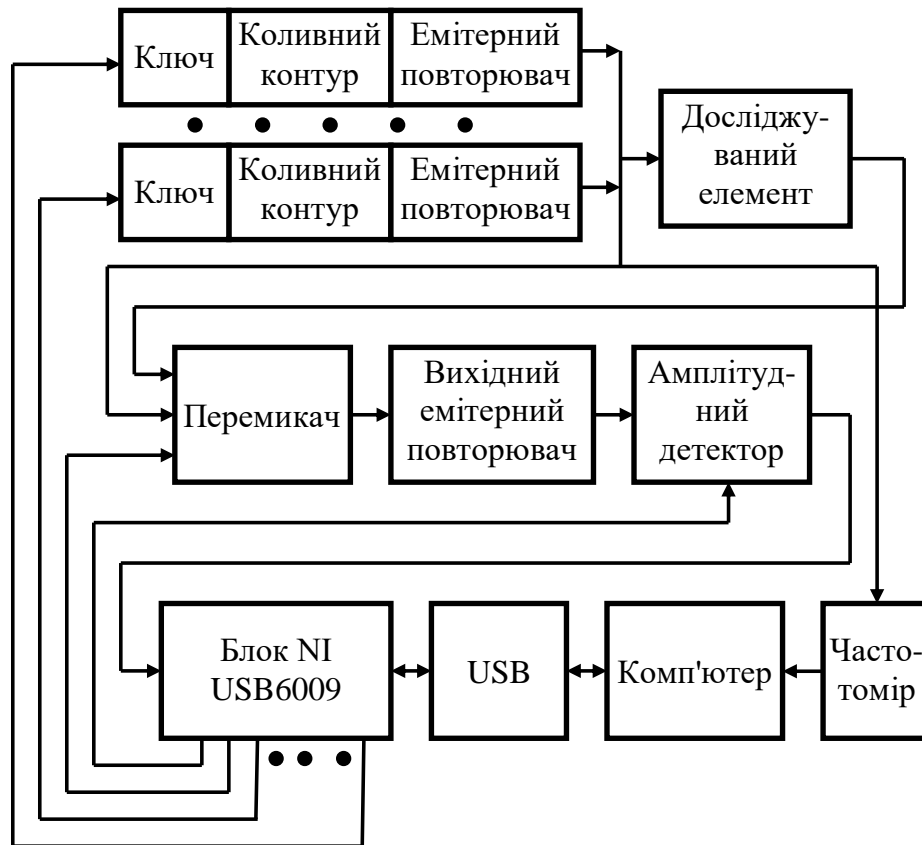 Ключ
Коливний
контур
Емітерний
повторювач
Ключ
Коливний
контур
Емітерний
повторювач
Досліджу-
ваний
елемент
Перемикач
Вихідний
емітерний
повторювач
Амплітуд-
ний
детектор
Блок NI
USB6009
USB
Комп'ютер
Часто-
томір